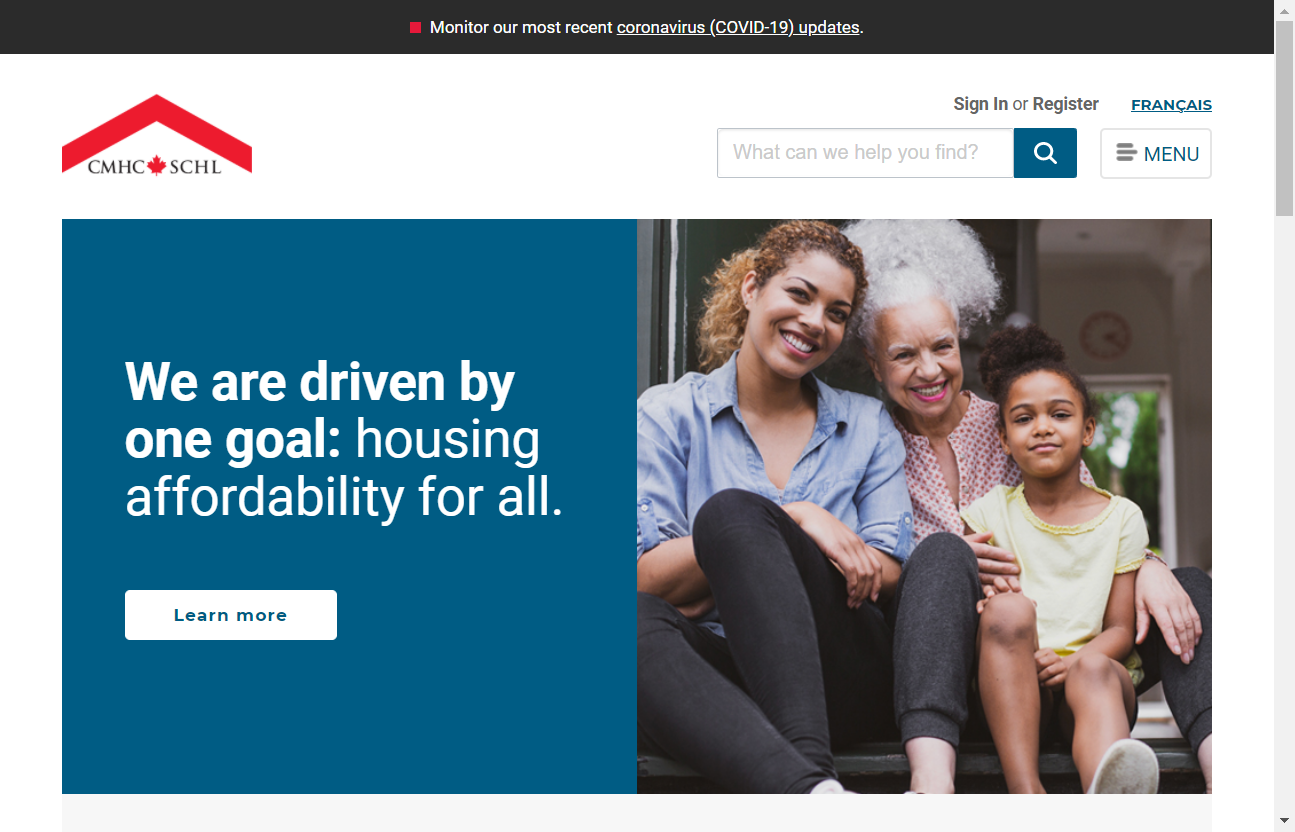 Monitor our most recent coronavirus (COVID-19) updates.
Sign In or Register FRANÇAIS
CMHC SCHL
What can we help you find?
MENU
We are driven by
one goal: housing
affordability for all.
Learn more